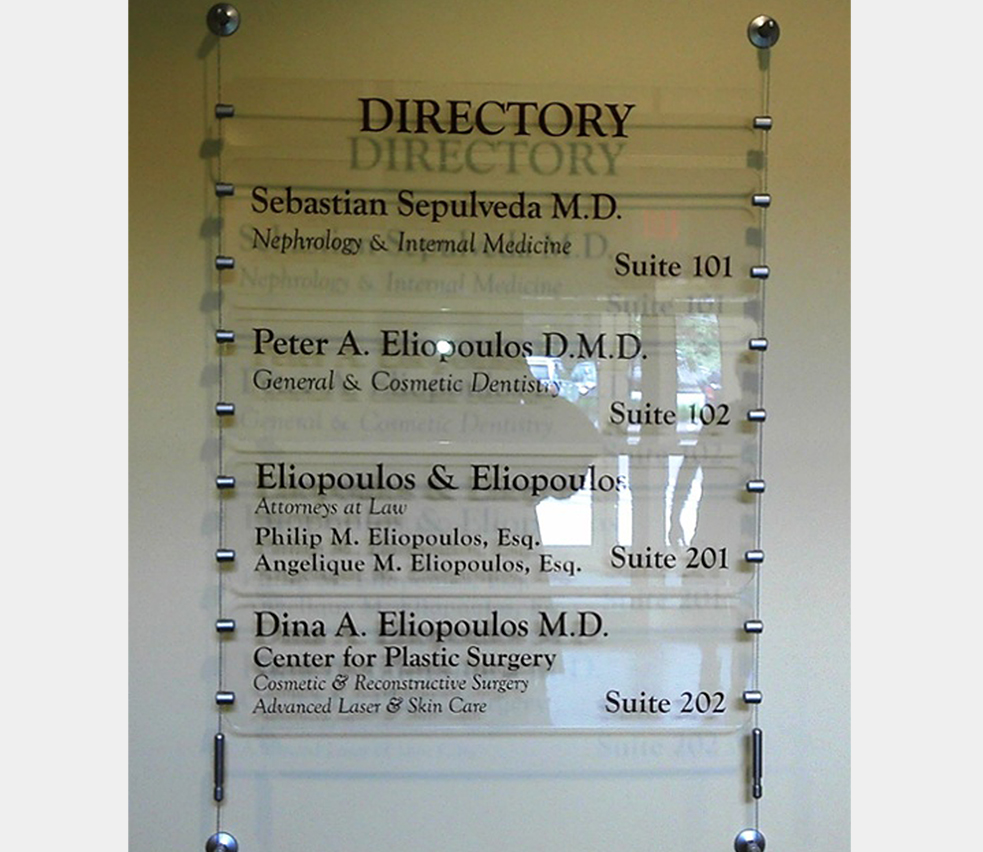 DIRECTORY
Sebastian Sepulveda M.D.
Nephrology & Internal Medicine
Suite 101
Peter A. Eliopoulos D.M.D.
General & Cosmetic Dentistry
Suite 102
Eliopoulos & Eliopoulos
Attorneys at Law
Philip M. Eliopoulos, Esq.
Angelique M. Eliopoulos, Esq.
Suite 201
Dina A. Eliopoulos M.D.
Center for Plastic Surgery
Cosmetic & Reconstructive Surgery
Advanced Laser & Skin Care
Suite 202